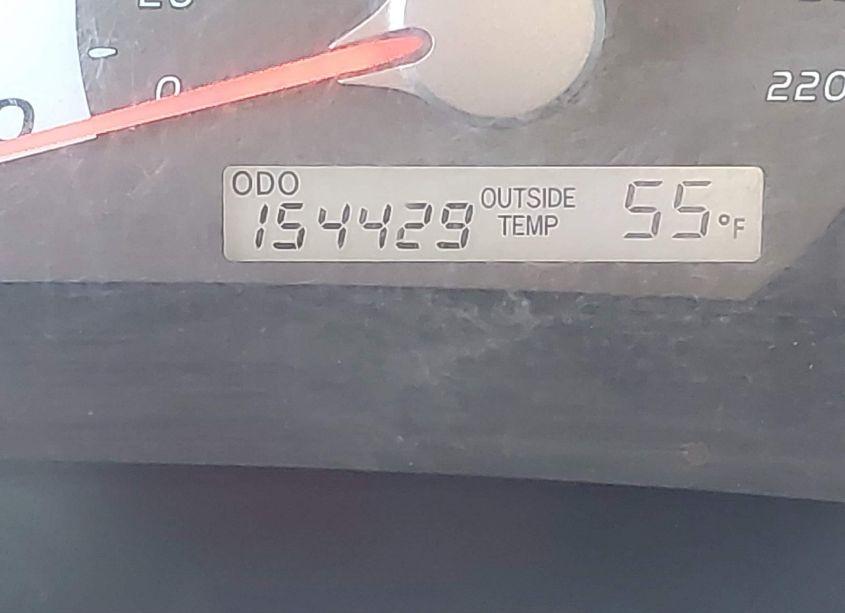 0
220
ODO
154429
OUTSIDE
TEMP
55°F